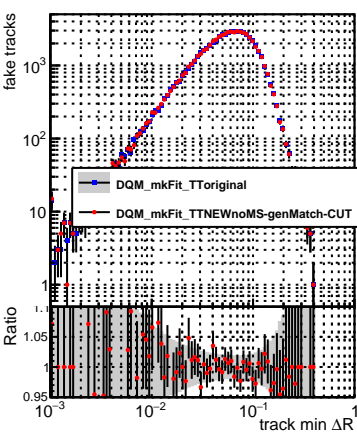 fake tracks
10³
10²
10
1
DQM_mkFit_TToriginal
DQM_mkFit_TTNEWnoMS-genMatch-CUT
Ratio
1.1
1.05
1
0.95
10⁻³
10⁻²
10⁻¹
1
track min ΔR